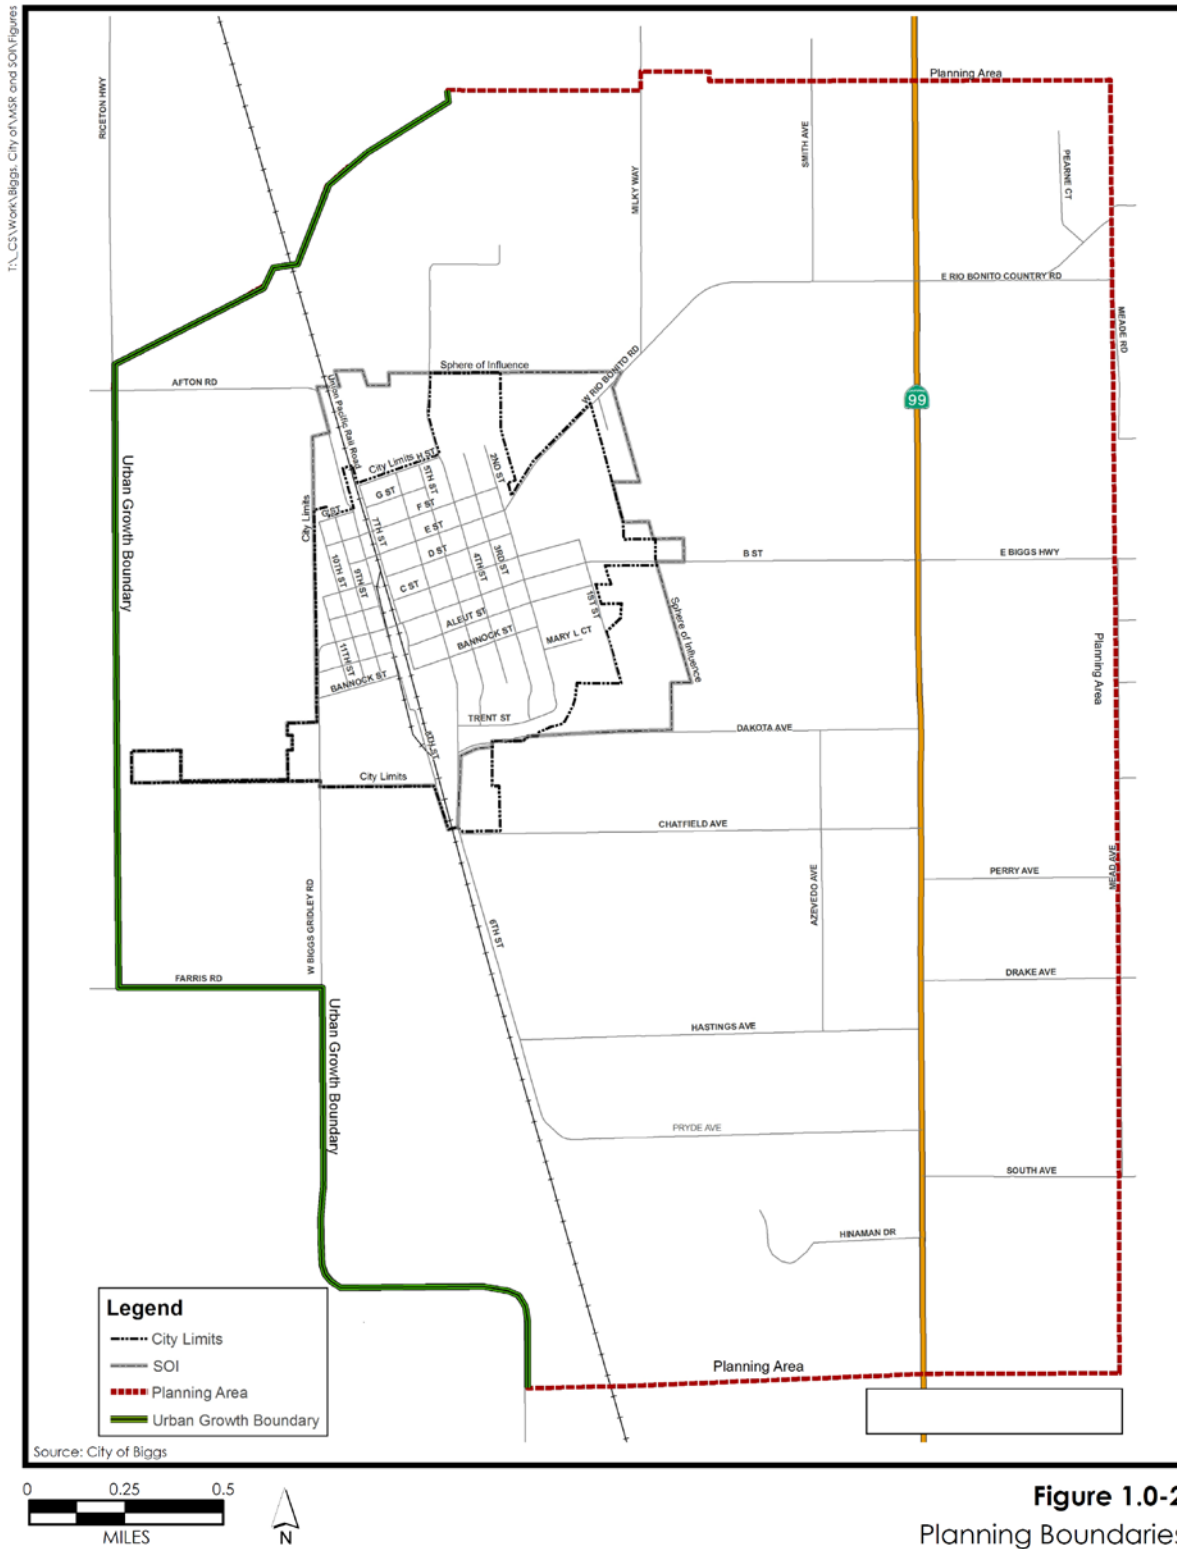 T:\_CS\Work\Biggs, City of\MSR and SOI\Figures
Planning Area
RICETON HWY
SMITH AVE
PEARNE CT
MILKY WAY
E RIO BONITO COUNTRY RD
MEADE RD
Sphere of Influence
W RIO BONITO RD
AFTON RD
Union Pacific Rail Road
99
City Limits
H ST
2ND ST
5TH ST
Urban Growth Boundary
City Limits
G ST
G ST
F ST
7TH ST
E ST
D ST
3RD ST
4TH ST
B ST
E BIGGS HWY
10TH ST
9TH ST
C ST
1ST ST
Sphere of Influence
ALEUT ST
BANNOCK ST
MARY L CT
Planning Area
11TH ST
BANNOCK ST
TRENT ST
8TH ST
DAKOTA AVE
City Limits
CHATFIELD AVE
AZEVEDO AVE
MEAD AVE
PERRY AVE
W BIGGS GRIDLEY RD
6TH ST
FARRIS RD
DRAKE AVE
Urban Growth Boundary
HASTINGS AVE
PRYDE AVE
SOUTH AVE
HINAMAN DR
Legend
City Limits
SOI
Planning Area
Urban Growth Boundary
Planning Area
Source: City of Biggs
0 0.25 0.5
MILES
N
Figure 1.0-2
Planning Boundaries